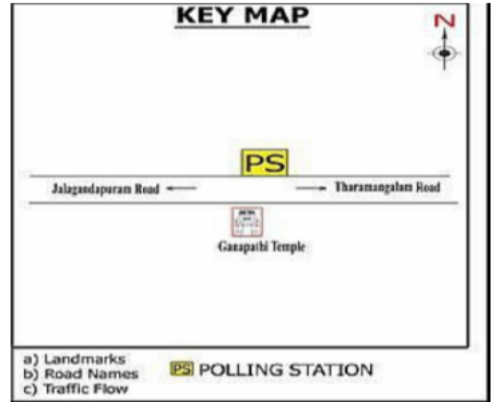 KEY MAP
N
PS
Jalagandapuram Road
Tharamangalam Road
Ganapathi Temple
a) Landmarks
b) Road Names
c) Traffic Flow
PS POLLING STATION